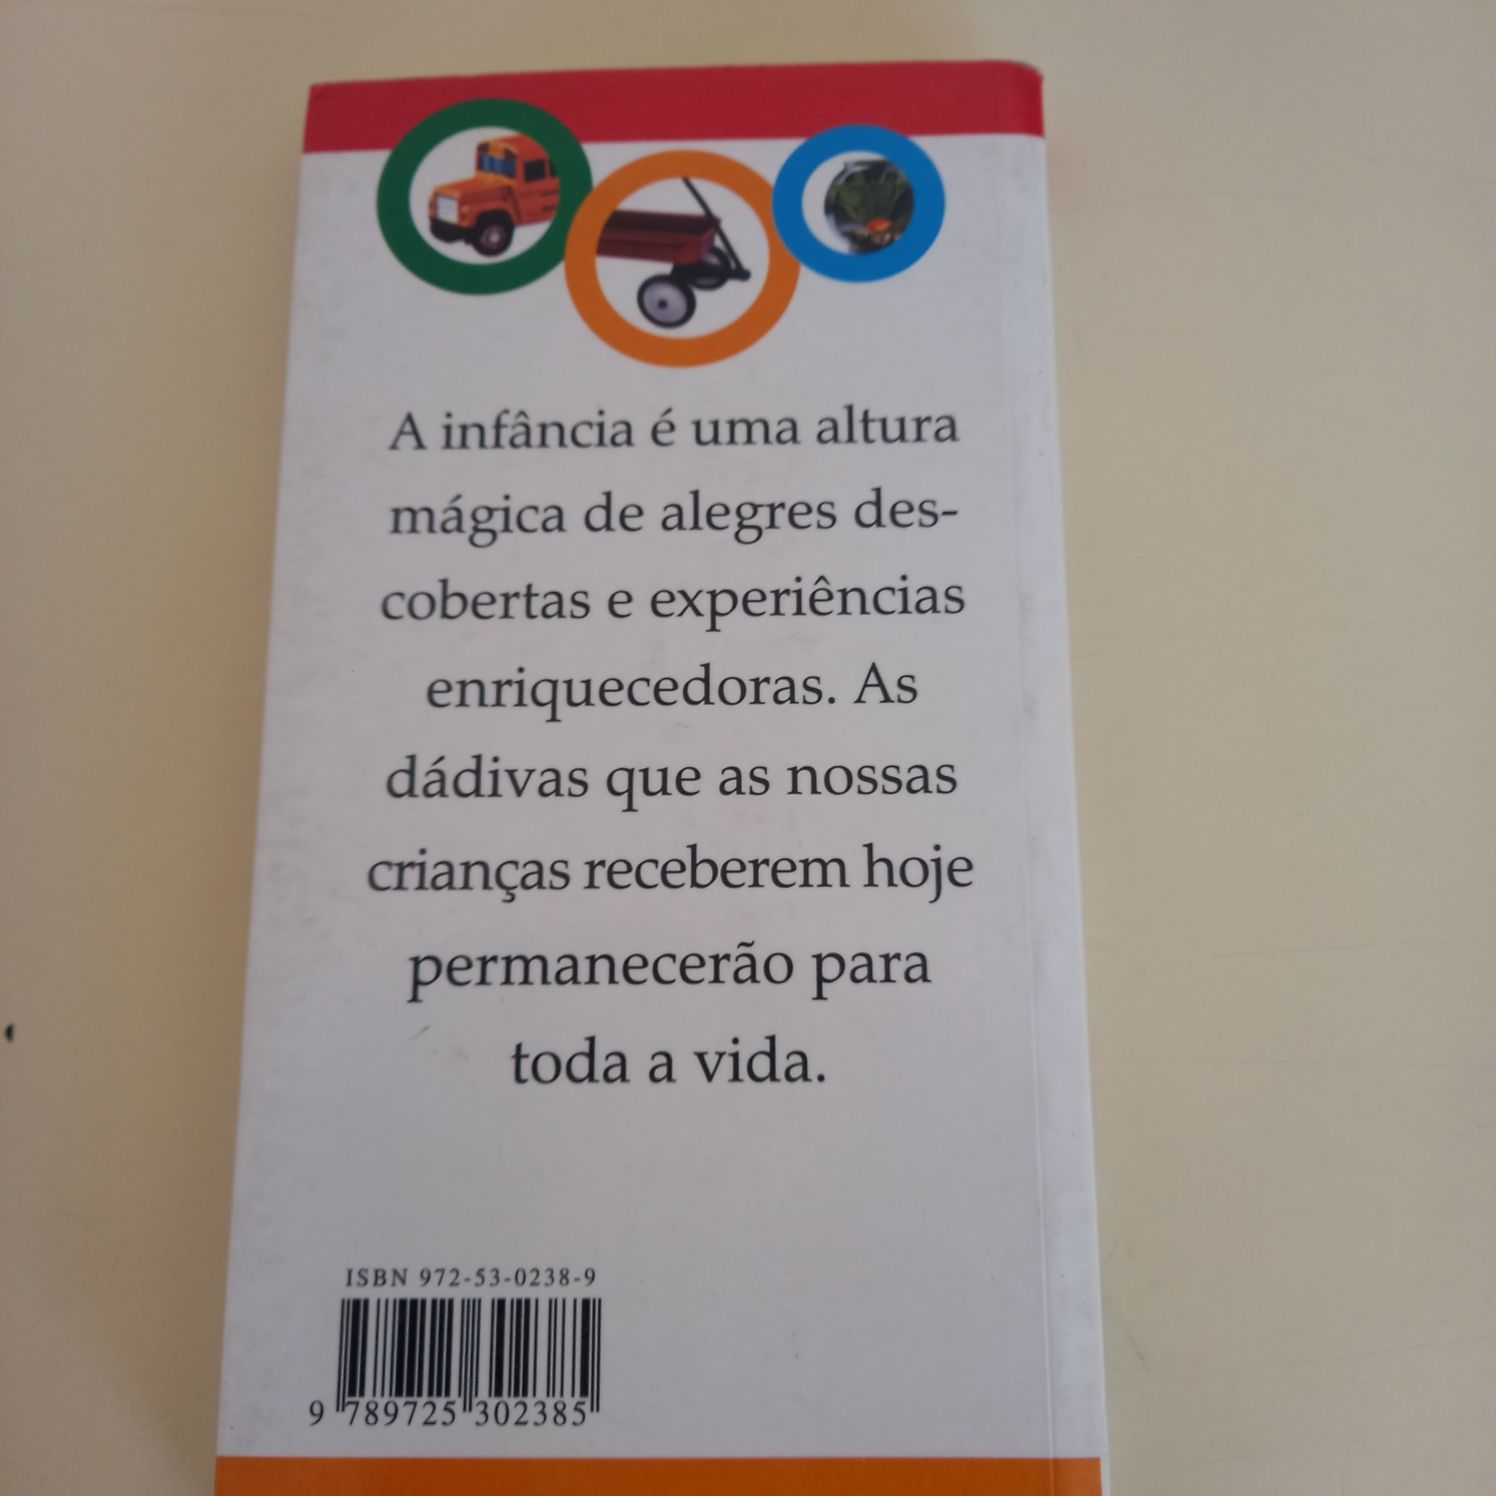 A infância é uma altura
mágica de alegres des-
cobertas e experiências
enriquecedoras. As
dádivas que as nossas
crianças receberem hoje
permanecerão para
toda a vida.
ISBN 972-53-0238-9
9 789725 302385